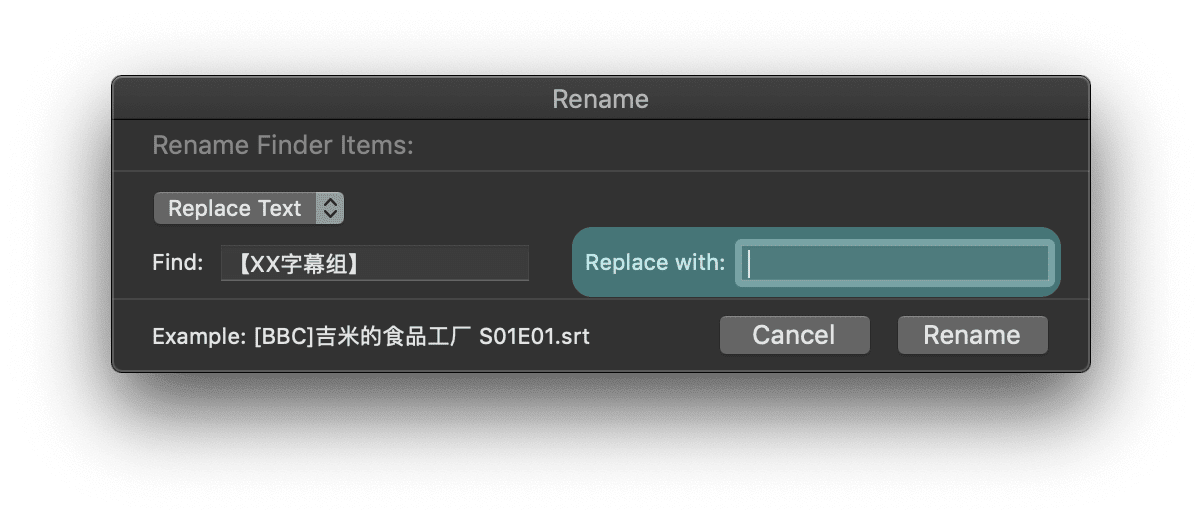 Rename
Rename Finder Items:
Replace Text
Find: 【XX字幕组】 Replace with:
Example: [BBC]吉米的食品工厂 S01E01.srt Cancel Rename